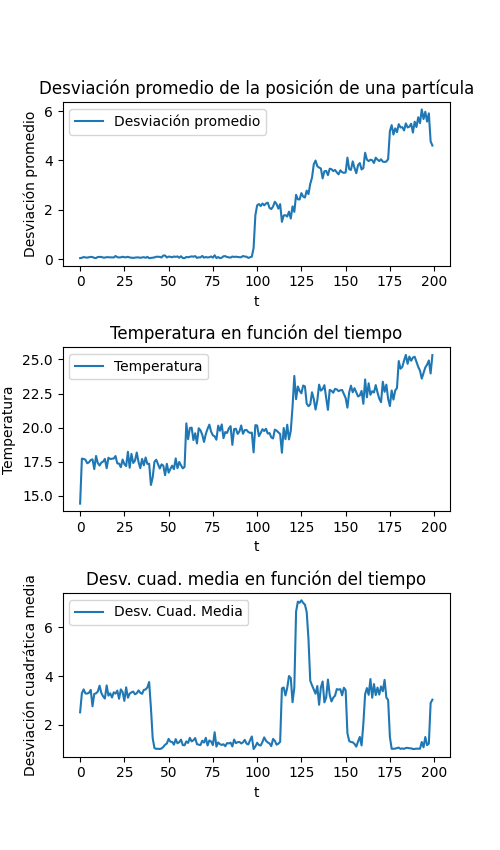 Desviación promedio de la posición de una partícula
Desviación promedio
Desviación promedio
6
4
2
0
0 25 50 75 100 125 150 175 200
t
Temperatura en función del tiempo
Temperatura
Temperatura
25.0
22.5
20.0
17.5
15.0
0 25 50 75 100 125 150 175 200
t
Desv. cuad. media en función del tiempo
Desviación cuadrática media
Desv. Cuad. Media
6
4
2
0 25 50 75 100 125 150 175 200
t